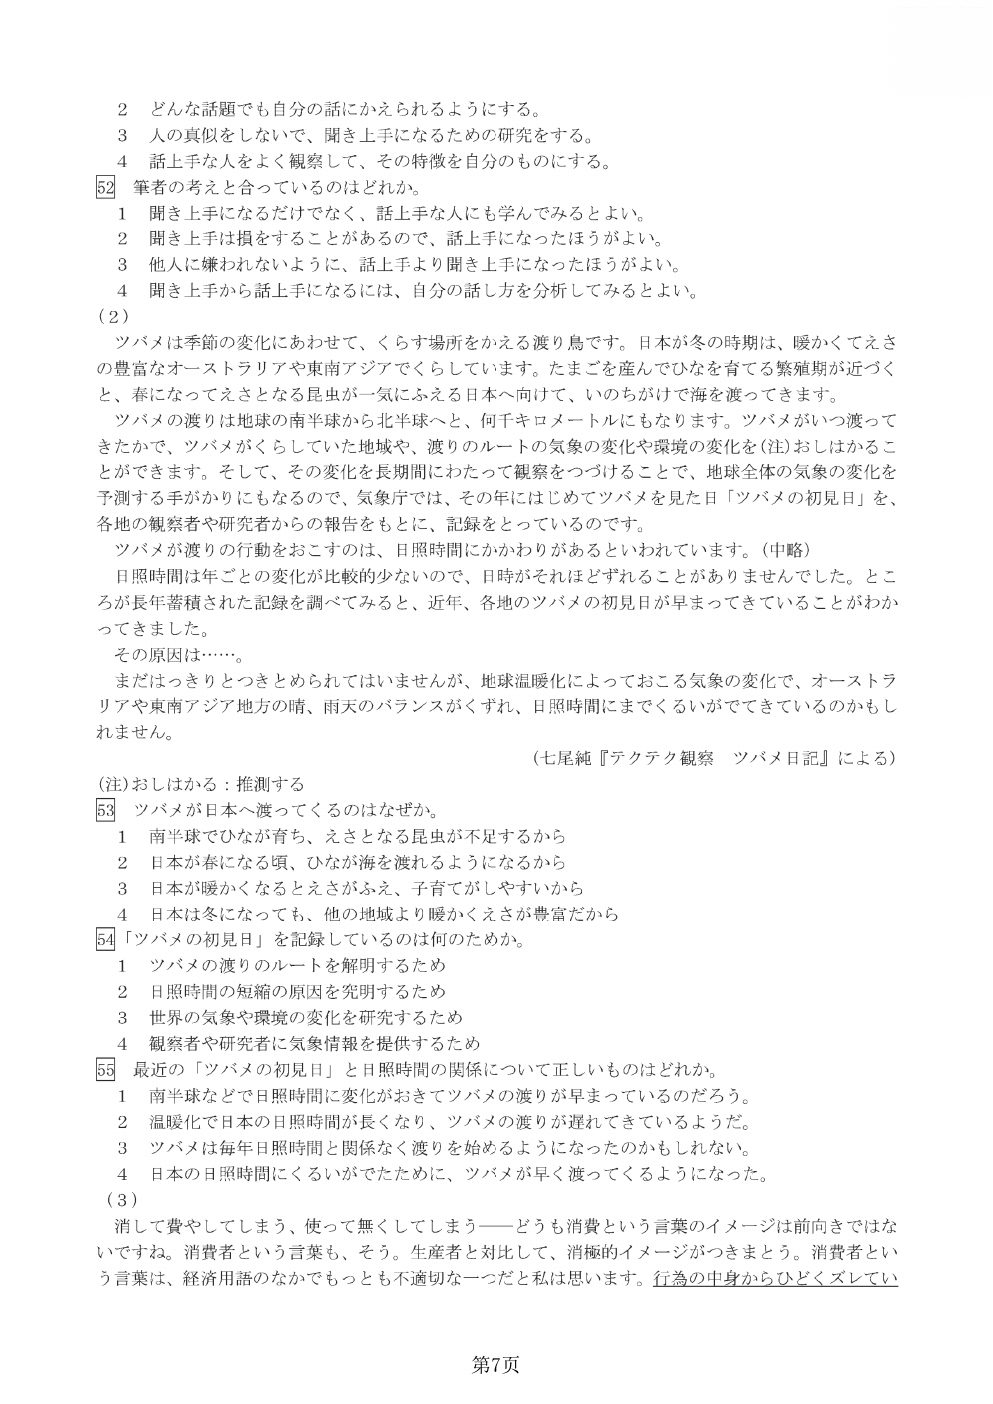 2　どんな話題でも自分の話にかえられるようにする。
3　人の真似をしないで、聞き上手になるための研究をする。
4　話上手な人をよく観察して、その特徴を自分のものにする。
52　筆者の考えと合っているのはどれか。
1　聞き上手になるだけでなく、話上手な人にも学んでみるとよい。
2　聞き上手は損をすることがあるので、話上手になったほうがよい。
3　他人に嫌われないように、話上手より聞き上手になったほうがよい。
4　聞き上手から話上手になるには、自分の話し方を分析してみるとよい。
(2)
ツバメは季節の変化にあわせて、くらす場所をかえる渡り鳥です。日本が冬の時期は、暖かくてえさ
の豊富なオーストラリアや東南アジアでくらしています。たまごを産んでひなを育てる繁殖期が近づく
と、春になってえさとなる昆虫が一気にふえる日本へ向けて、いのちがけで海を渡ってきます。
ツバメの渡りは地球の南半球から北半球へと、何千キロメートルにもなります。ツバメがいつ渡って
きたかで、ツバメがくらしていた地域や、渡りのルートの気象の変化や環境の変化を(注)おしはかるこ
とができます。そして、その変化を長期間にわたって観察をつづけることで、地球全体の気象の変化を
予測する手がかりにもなるので、気象庁では、その年にはじめてツバメを見た日「ツバメの初見日」を、
各地の観察者や研究者からの報告をもとに、記録をとっているのです。
ツバメが渡りの行動をおこすのは、日照時間にかかわりがあるといわれています。(中略)
日照時間は年ごとの変化が比較的少ないので、日時がそれほどずれることがありませんでした。とこ
ろが長年蓄積された記録を調べてみると、近年、各地のツバメの初見日が早まってきていることがわか
ってきました。
その原因は……。
まだはっきりとつきとめられてはいませんが、地球温暖化によっておこる気象の変化で、オーストラ
リアや東南アジア地方の晴、雨天のバランスがくずれ、日照時間にまでくるいがでてきているのかもし
れません。
(七尾純『テクテク観察　ツバメ日記』による)
(注)おしはかる：推測する
53　ツバメが日本へ渡ってくるのはなぜか。
1　南半球でひなが育ち、えさとなる昆虫が不足するから
2　日本が春になる頃、ひなが海を渡れるようになるから
3　日本が暖かくなるとえさがふえ、子育てがしやすいから
4　日本は冬になっても、他の地域より暖かくえさが豊富だから
54「ツバメの初見日」を記録しているのは何のためか。
1　ツバメの渡りのルートを解明するため
2　日照時間の短縮の原因を究明するため
3　世界の気象や環境の変化を研究するため
4　観察者や研究者に気象情報を提供するため
55　最近の「ツバメの初見日」と日照時間の関係について正しいものはどれか。
1　南半球などで日照時間に変化がおきてツバメの渡りが早まっているのだろう。
2　温暖化で日本の日照時間が長くなり、ツバメの渡りが遅れてきているようだ。
3　ツバメは毎年日照時間と関係なく渡りを始めるようになったのかもしれない。
4　日本の日照時間にくるいがでたために、ツバメが早く渡ってくるようになった。
(3)
消して費やしてしまう、使って無くしてしまう――どうも消費という言葉のイメージは前向きではな
いですね。消費者という言葉も、そう。生産者と対比して、消極的イメージがつきまとう。消費者とい
う言葉は、経済用語のなかでもっとも不適切な一つだと私は思います。行為の中身からひどくズレてい
第7页